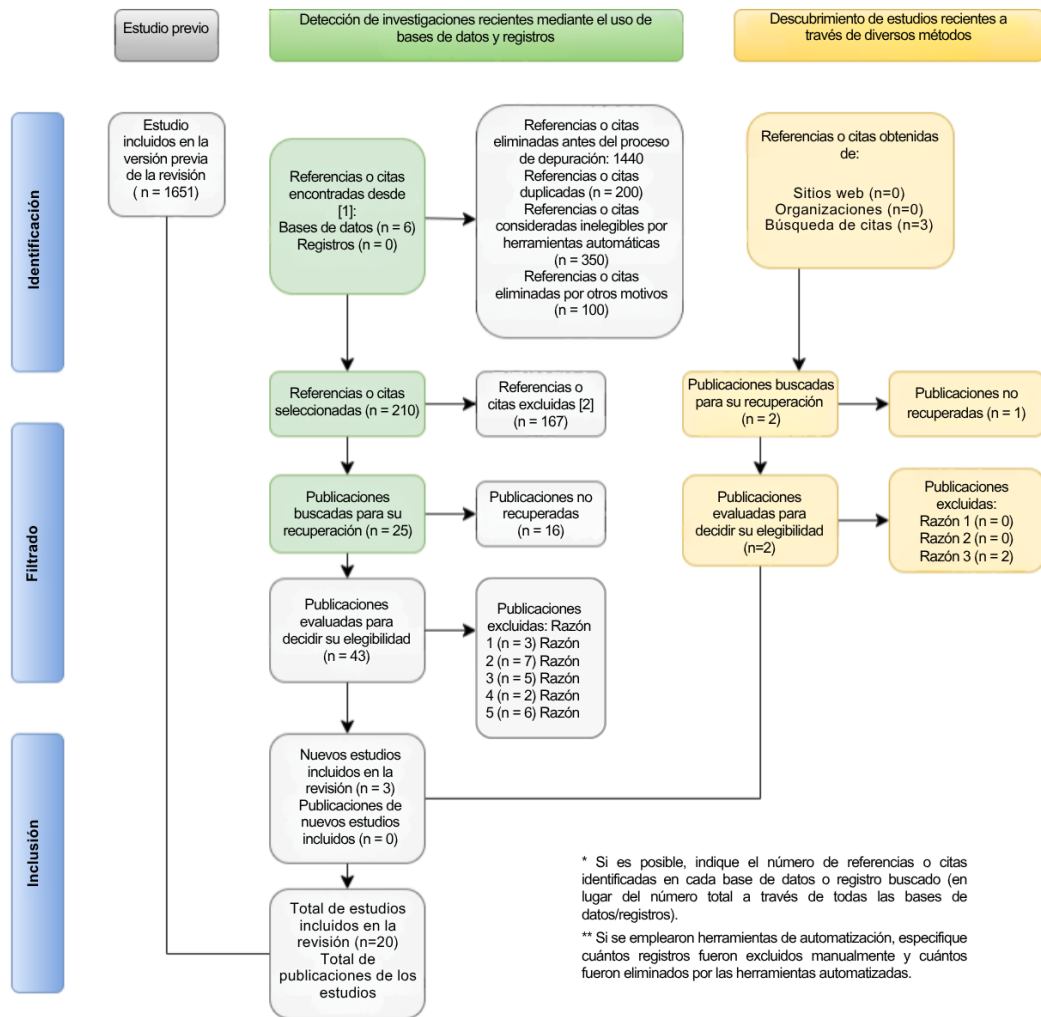 Estudio previo
Detección de investigaciones recientes mediante el uso de
bases de datos y registros
Descubrimiento de estudios recientes a
través de diversos métodos
Identificación
Estudio
incluidos en la
versión previa
de la revisión
( n = 1651)
Referencias o citas
encontradas desde
[1]:
Bases de datos (n = 6)
Registros (n = 0)
Referencias o citas
eliminadas antes del proceso
de depuración: 1440
Referencias o citas
duplicadas (n = 200)
Referencias o citas
consideradas inelegibles por
herramientas automáticas
(n = 350)
Referencias o citas
eliminadas por otros motivos
(n = 100)
Referencias o citas obtenidas
de:
Sitios web (n=0)
Organizaciones (n=0)
Búsqueda de citas (n=3)
Referencias o citas
seleccionadas (n = 210)
Referencias o
citas excluidas [2]
(n = 167)
Publicaciones buscadas
para su recuperación
(n = 2)
Publicaciones no
recuperadas (n = 1)
Filtrado
Publicaciones
buscadas para su
recuperación (n = 25)
Publicaciones no
recuperadas
(n = 16)
Publicaciones
evaluadas para
decidir su elegibilidad
(n=2)
Publicaciones
excluidas:
Razón 1 (n = 0)
Razón 2 (n = 0)
Razón 3 (n = 2)
Publicaciones
evaluadas para
decidir su elegibilidad
(n = 43)
Publicaciones
excluidas: Razón
1 (n = 3) Razón
2 (n = 7) Razón
3 (n = 5) Razón
4 (n = 2) Razón
5 (n = 6) Razón
Inclusión
Nuevos estudios
incluidos en la
revisión (n = 3)
Publicaciones de
nuevos estudios
incluidos (n = 0)
Total de estudios
incluidos en la
revisión (n=20)
Total de
publicaciones de los
estudios
* Si es posible, indique el número de referencias o citas
identificadas en cada base de datos o registro buscado (en
lugar del número total a través de todas las bases de
datos/registros).
** Si se emplearon herramientas de automatización, especifique
cuántos registros fueron excluidos manualmente y cuántos
fueron eliminados por las herramientas automatizadas.